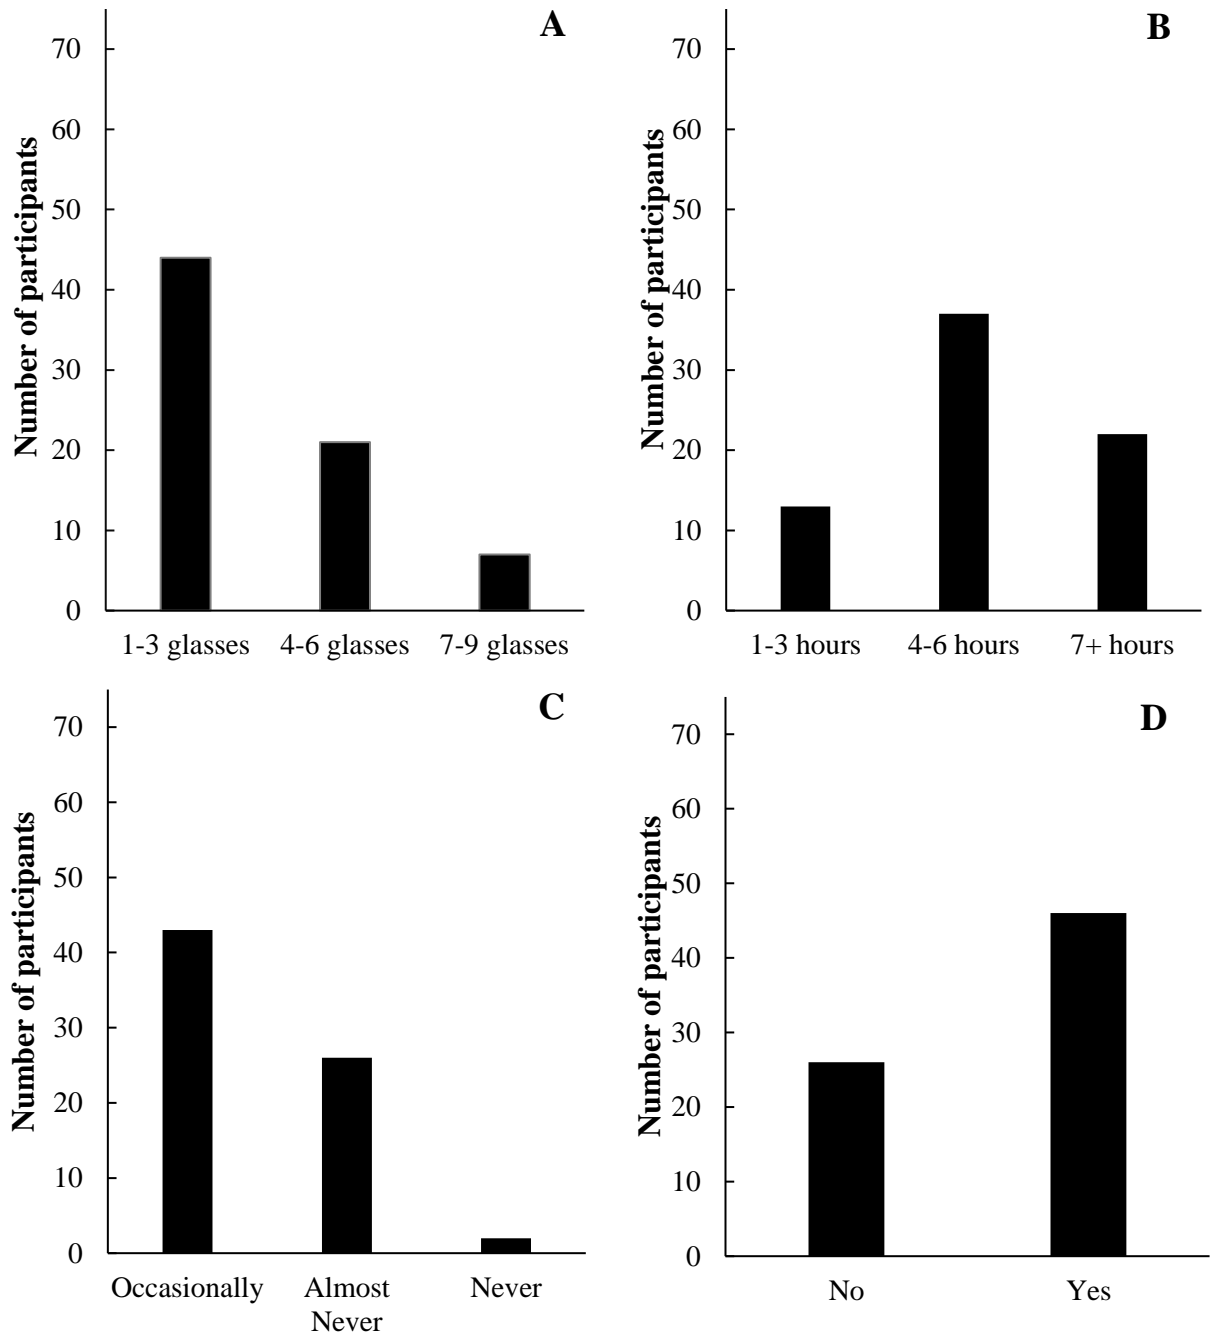 A
Number of participants
70
60
50
40
30
20
10
0
1-3 glasses 4-6 glasses 7-9 glasses
B
Number of participants
70
60
50
40
30
20
10
0
1-3 hours 4-6 hours 7+ hours
C
Number of participants
70
60
50
40
30
20
10
0
Occasionally Almost Never
Never
D
Number of participants
70
60
50
40
30
20
10
0
No Yes